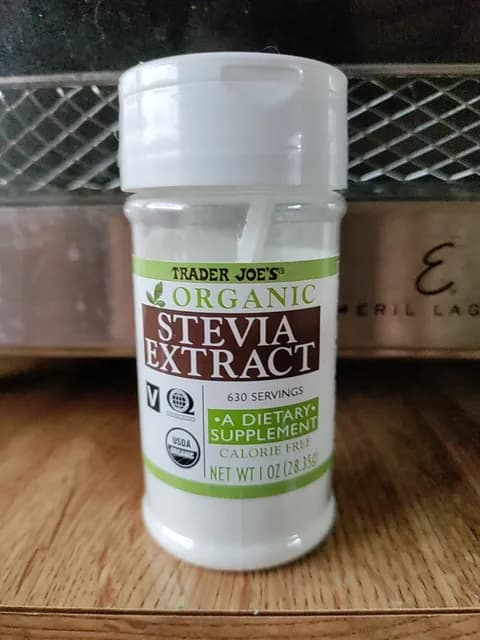 TRADER JOE'S
ORGANIC
STEVIA
EXTRACT
V
630 SERVINGS
USDA
ORGANIC
• A DIETARY •
SUPPLEMENT
CALORIE FREE
NET WT 1 OZ (28.35g)
E.
MERIL LAG